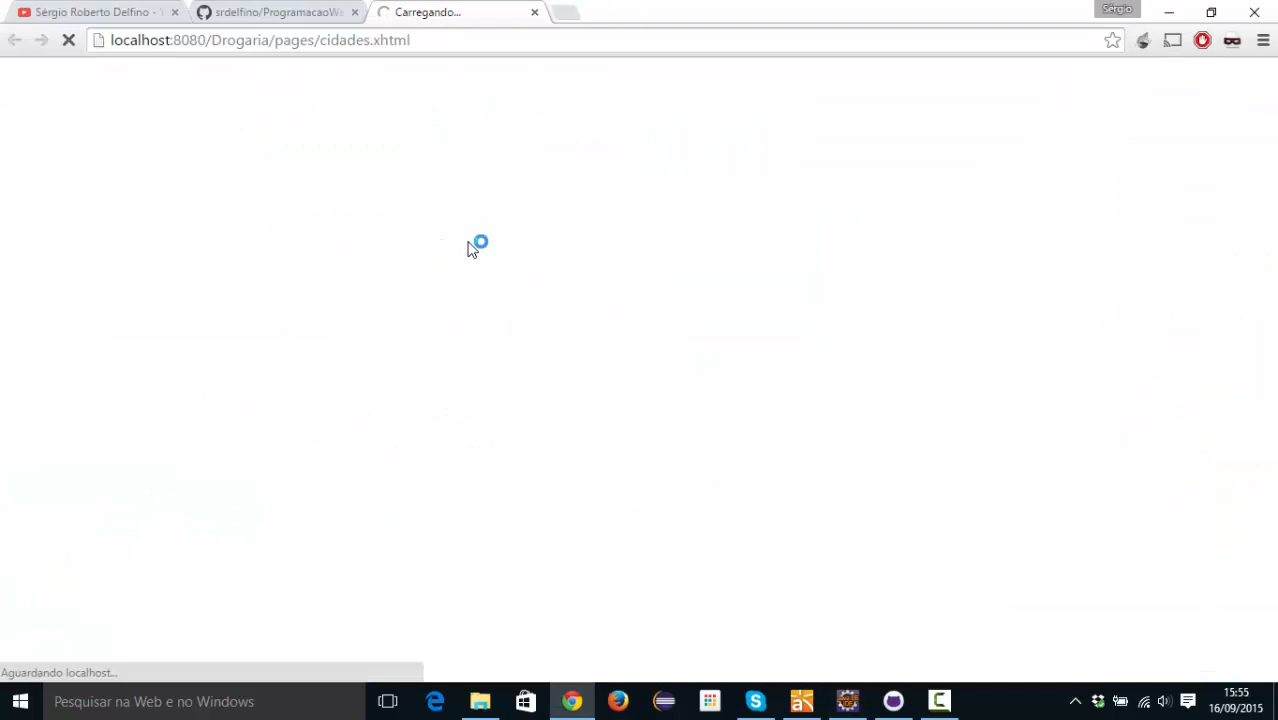 Sérgio Roberto Delfino -
srdelfino/ProgramacaoWa
Carregando...
Sérgio
localhost:8080/Drogaria/pages/cidades.xhtml
Aguardando localhost...
Pesquisar na Web e no Windows
15:55
16/09/2015